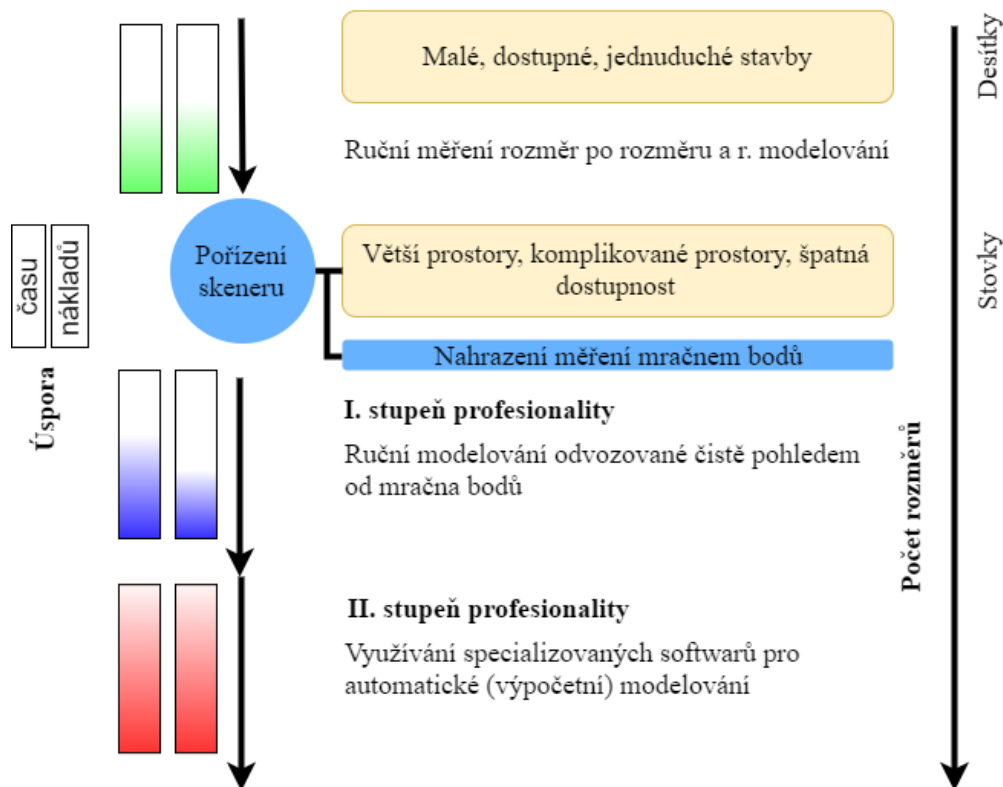 Malé, dostupné, jednuduché stavby
Desítky
Ruční měření rozměr po rozměru a r. modelování
času
nákladů
Úspora
Pořízení
skeneru
Větší prostory, komplikované prostory, špatná
dostupnost
Stovky
Nahrazení měření mračnem bodů
I. stupeň profesionality
Ruční modelování odvozované čistě pohledem
od mračna bodů
Počet rozměrů
II. stupeň profesionality
Využívání specializovaných softwarů pro
automatické (výpočetní) modelování